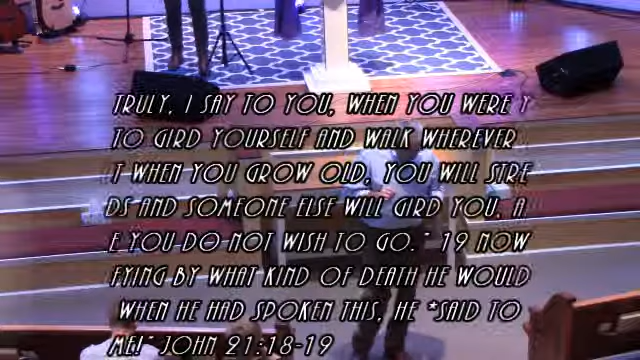 TRULY, I SAY TO YOU, WHEN YOU WERE Y
TO GIRD YOURSELF AND WALK WHEREVER
T WHEN YOU GROW OLD, YOU WILL STRE
DS AND SOMEONE ELSE WILL GIRD YOU, A
E YOU DO NOT WISH TO GO." 19 NOW
FYING BY WHAT KIND OF DEATH HE WOULD
WHEN HE HAD SPOKEN THIS, HE *SAID TO
ME!" JOHN 21:18-19